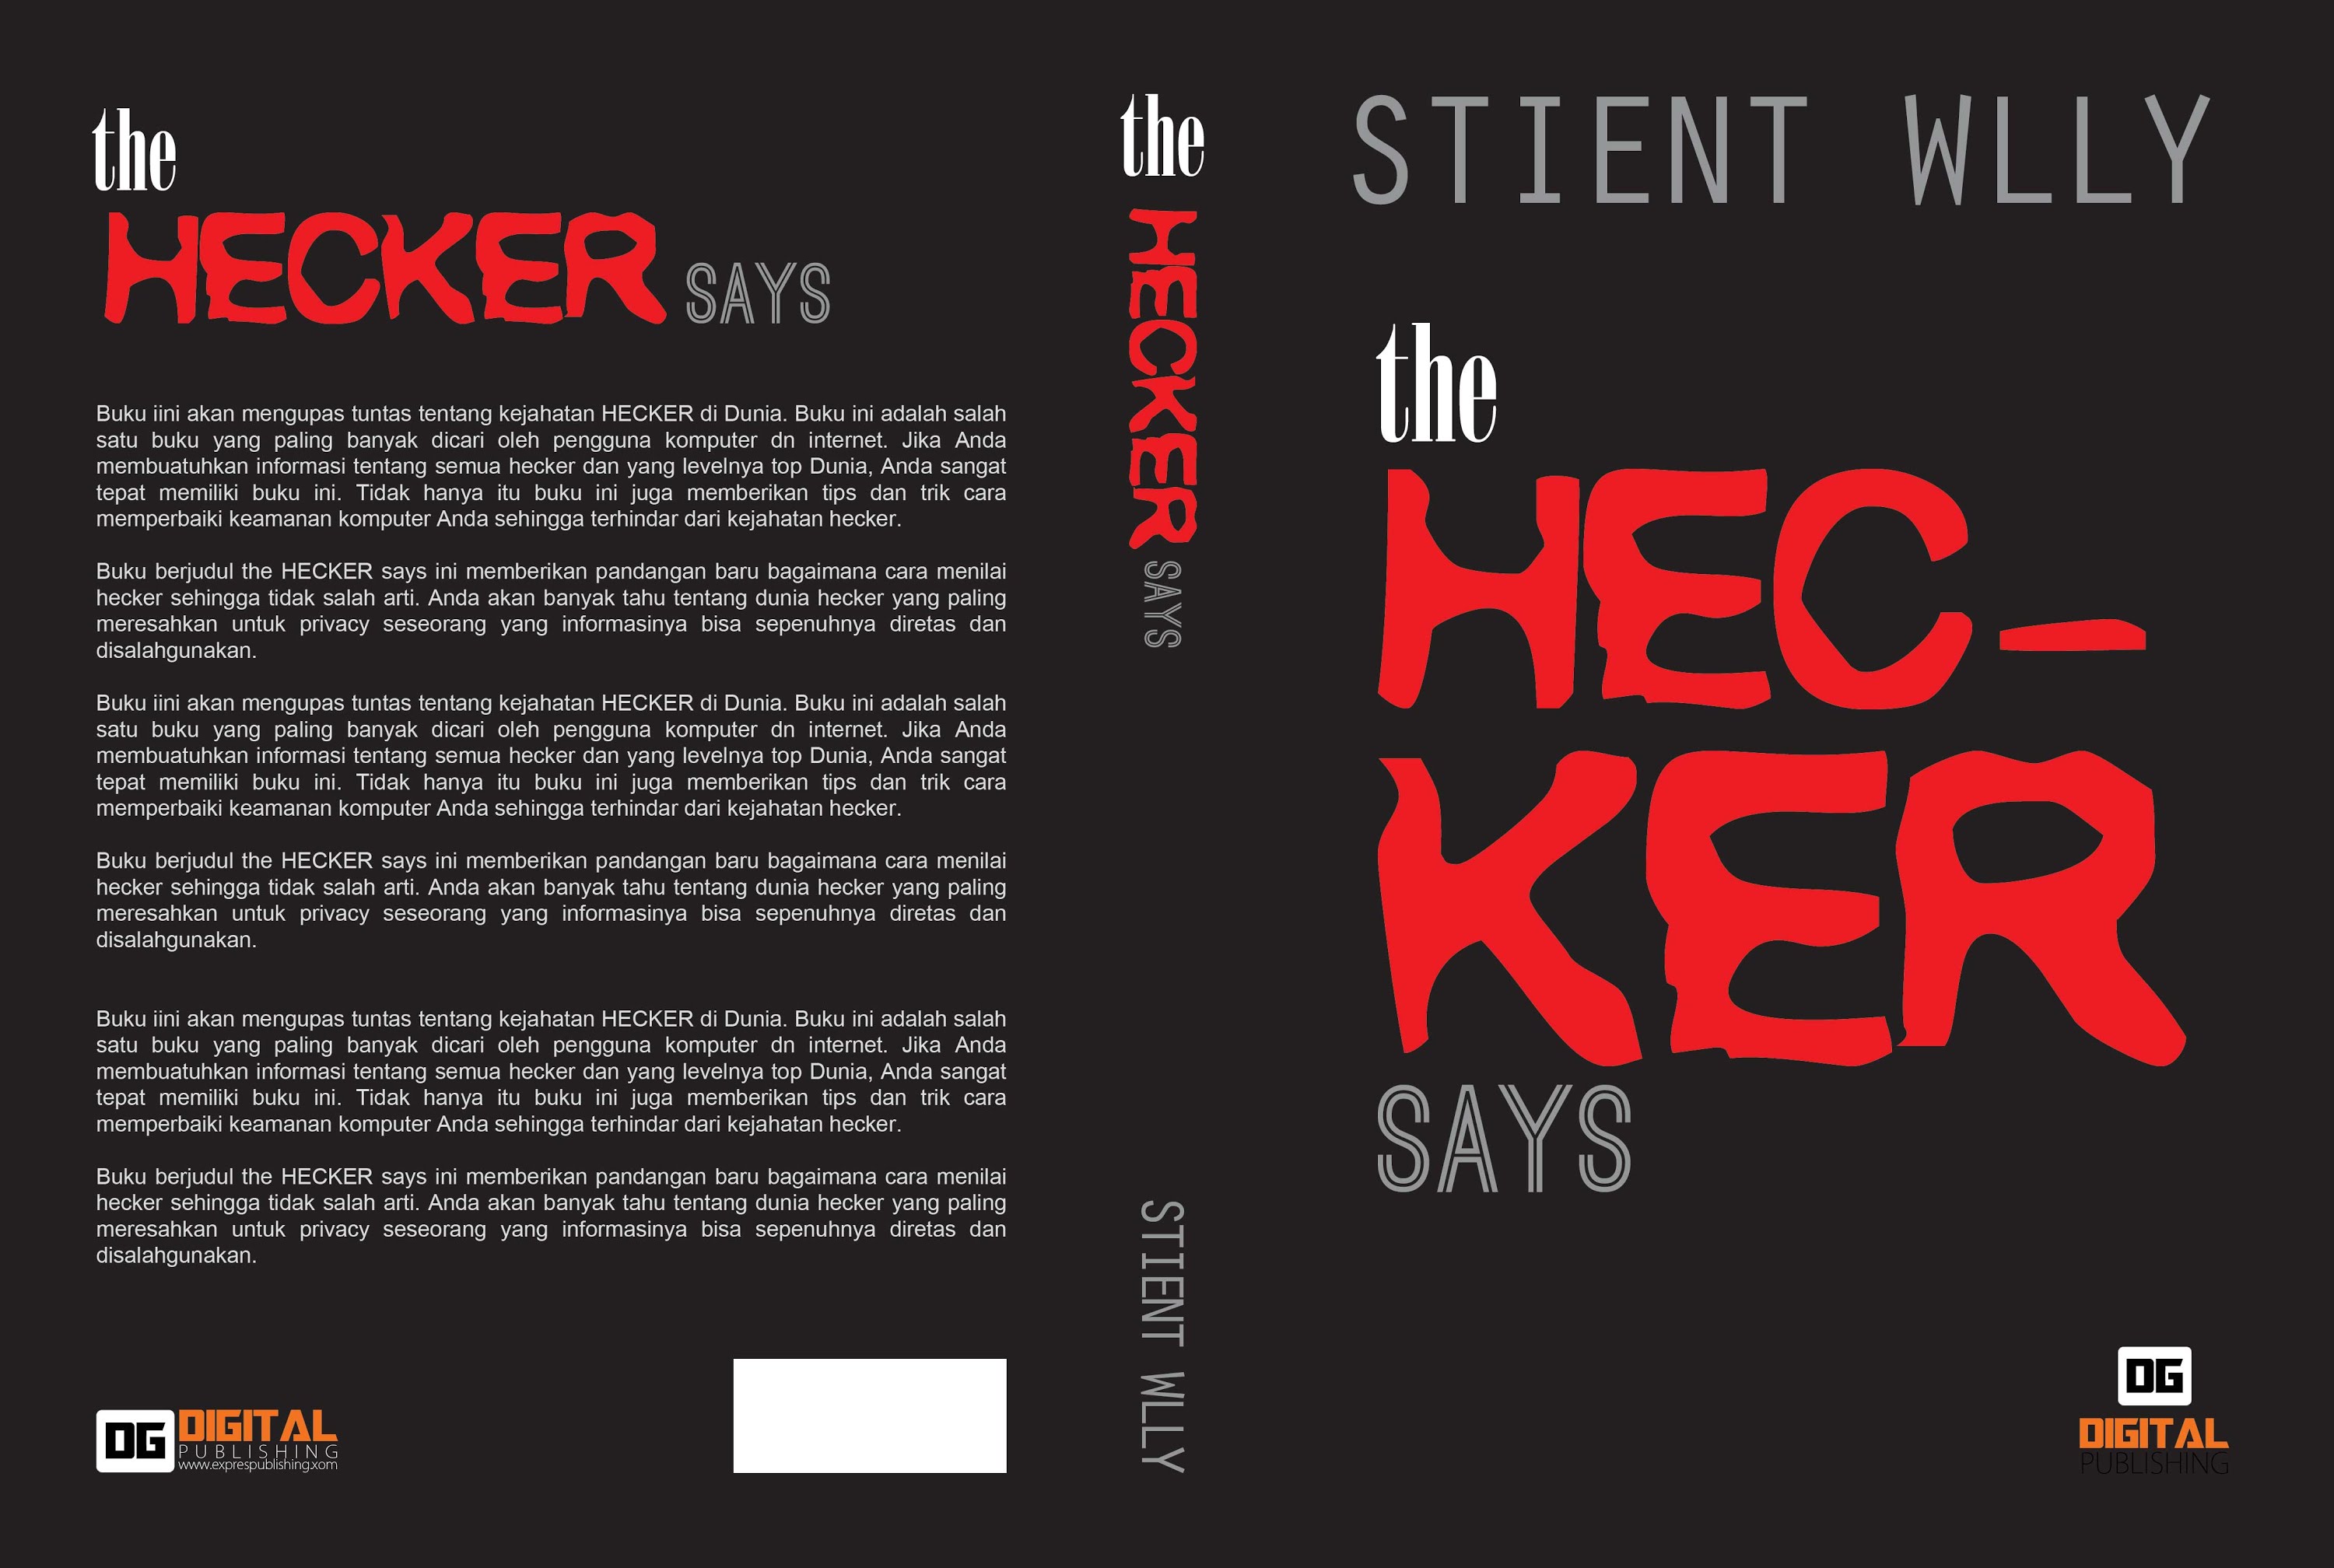 the
HECKER SAYS
Buku iini akan mengupas tuntas tentang kejahatan HECKER di Dunia. Buku ini adalah salah
satu buku yang paling banyak dicari oleh pengguna komputer dn internet. Jika Anda
membuatuhkan informasi tentang semua hecker dan yang levelnya top Dunia, Anda sangat
tepat memiliki buku ini. Tidak hanya itu buku ini juga memberikan tips dan trik cara
memperbaiki keamanan komputer Anda sehingga terhindar dari kejahatan hecker.
Buku berjudul the HECKER says ini memberikan pandangan baru bagaimana cara menilai
hecker sehingga tidak salah arti. Anda akan banyak tahu tentang dunia hecker yang paling
meresahkan untuk privacy seseorang yang informasinya bisa sepenuhnya diretas dan
disalahgunakan.
Buku iini akan mengupas tuntas tentang kejahatan HECKER di Dunia. Buku ini adalah salah
satu buku yang paling banyak dicari oleh pengguna komputer dn internet. Jika Anda
membuatuhkan informasi tentang semua hecker dan yang levelnya top Dunia, Anda sangat
tepat memiliki buku ini. Tidak hanya itu buku ini juga memberikan tips dan trik cara
memperbaiki keamanan komputer Anda sehingga terhindar dari kejahatan hecker.
Buku berjudul the HECKER says ini memberikan pandangan baru bagaimana cara menilai
hecker sehingga tidak salah arti. Anda akan banyak tahu tentang dunia hecker yang paling
meresahkan untuk privacy seseorang yang informasinya bisa sepenuhnya diretas dan
disalahgunakan.
Buku iini akan mengupas tuntas tentang kejahatan HECKER di Dunia. Buku ini adalah salah
satu buku yang paling banyak dicari oleh pengguna komputer dn internet. Jika Anda
membuatuhkan informasi tentang semua hecker dan yang levelnya top Dunia, Anda sangat
tepat memiliki buku ini. Tidak hanya itu buku ini juga memberikan tips dan trik cara
memperbaiki keamanan komputer Anda sehingga terhindar dari kejahatan hecker.
Buku berjudul the HECKER says ini memberikan pandangan baru bagaimana cara menilai
hecker sehingga tidak salah arti. Anda akan banyak tahu tentang dunia hecker yang paling
meresahkan untuk privacy seseorang yang informasinya bisa sepenuhnya diretas dan
disalahgunakan.
DG DIGITAL
PUBLISHING
www.exprespublishing.com
the
HECKER SAYS
STIENT WLLY
STIENT WLLY
the
HEC-
KER
SAYS
DG
DIGITAL
PUBLISHING